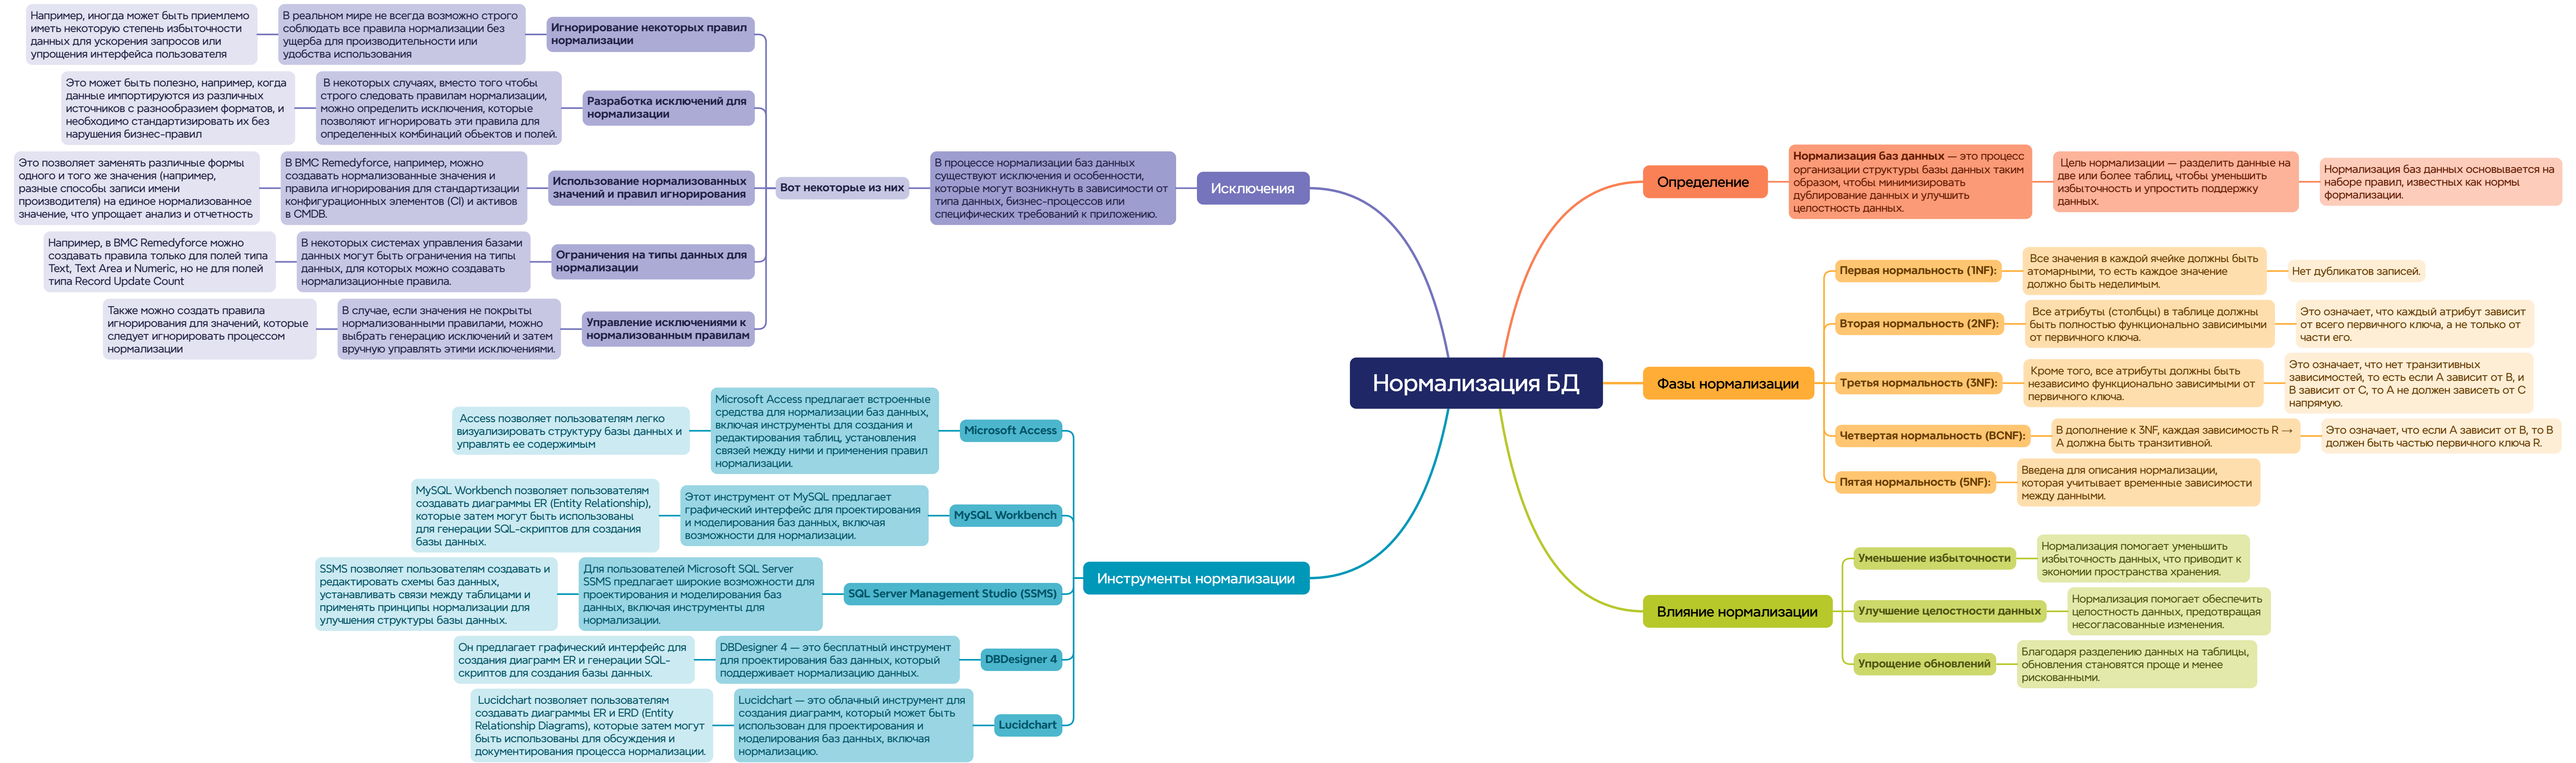 Нормализация БД
Определение
Нормализация баз данных — это процесс
организации структуры базы данных таким
образом, чтобы минимизировать
дублирование данных и улучшить
целостность данных.
Цель нормализации — разделить данные на
две или более таблиц, чтобы уменьшить
избыточность и упростить поддержку
данных.
Нормализация баз данных основывается на
наборе правил, известных как нормы
формализации.
Фазы нормализации
Первая нормальность (1NF):
Все значения в каждой ячейке должны быть
атомарными, то есть каждое значение
должно быть неделимым.
Нет дубликатов записей.
Вторая нормальность (2NF):
Все атрибуты (столбцы) в таблице должны
быть полностью функционально зависимыми
от первичного ключа.
Это означает, что каждый атрибут зависит
от всего первичного ключа, а не только от
части его.
Третья нормальность (3NF):
Кроме того, все атрибуты должны быть
независимо функционально зависимыми от
первичного ключа.
Это означает, что нет транзитивных
зависимостей, то есть если A зависит от B, и
B зависит от C, то A не должен зависеть от C
напрямую.
Четвертая нормальность (BCNF):
В дополнение к 3NF, каждая зависимость R →
A должна быть транзитивной.
Это означает, что если A зависит от B, то B
должен быть частью первичного ключа R.
Пятая нормальность (5NF):
Введена для описания нормализации,
которая учитывает временные зависимости
между данными.
Влияние нормализации
Уменьшение избыточности
Нормализация помогает уменьшить
избыточность данных, что приводит к
экономии пространства хранения.
Улучшение целостности данных
Нормализация помогает обеспечить
целостность данных, предотвращая
несогласованные изменения.
Упрощение обновлений
Благодаря разделению данных на таблицы,
обновления становятся проще и менее
рискованными.
Исключения
В процессе нормализации баз данных
существуют исключения и особенности,
которые могут возникнуть в зависимости от
типа данных, бизнес-процессов или
специфических требований к приложению.
Вот некоторые из них
Игнорирование некоторых правил
нормализации
В реальном мире не всегда возможно строго
соблюдать все правила нормализации без
ущерба для производительности или
удобства использования
Например, иногда может быть приемлемо
иметь некоторую степень избыточности
данных для ускорения запросов или
упрощения интерфейса пользователя
Разработка исключений для
нормализации
В некоторых случаях, вместо того чтобы
строго следовать правилам нормализации,
можно определить исключения, которые
позволяют игнорировать эти правила для
определенных комбинаций объектов и полей.
Это может быть полезно, например, когда
данные импортируются из различных
источников с разнообразием форматов, и
необходимо стандартизировать их без
нарушения бизнес-правил
Использование нормализованных
значений и правил игнорирования
В BMC Remedyforce, например, можно
создавать нормализованные значения и
правила игнорирования для стандартизации
конфигурационных элементов (CI) и активов
в CMDB.
Это позволяет заменять различные формы
одного и того же значения (например,
разные способы записи имени
производителя) на единое нормализованное
значение, что упрощает анализ и отчетность
Ограничения на типы данных для
нормализации
В некоторых системах управления базами
данных могут быть ограничения на типы
данных, для которых можно создавать
нормализационные правила.
Например, в BMC Remedyforce можно
создавать правила только для полей типа
Text, Text Area и Numeric, но не для полей
типа Record Update Count
Управление исключениями к
нормализованным правилам
В случае, если значения не покрыты
нормализованными правилами, можно
выбрать генерацию исключений и затем
вручную управлять этими исключениями.
Также можно создать правила
игнорирования для значений, которые
следует игнорировать процессом
нормализации
Инструменты нормализации
Microsoft Access
Microsoft Access предлагает встроенные
средства для нормализации баз данных,
включая инструменты для создания и
редактирования таблиц, установления
связей между ними и применения правил
нормализации.
Access позволяет пользователям легко
визуализировать структуру базы данных и
управлять ее содержимым
MySQL Workbench
Этот инструмент от MySQL предлагает
графический интерфейс для проектирования
и моделирования баз данных, включая
возможности для нормализации.
MySQL Workbench позволяет пользователям
создавать диаграммы ER (Entity Relationship),
которые затем могут быть использованы
для генерации SQL-скриптов для создания
базы данных.
SQL Server Management Studio (SSMS)
Для пользователей Microsoft SQL Server
SSMS предлагает широкие возможности для
проектирования и моделирования баз
данных, включая инструменты для
нормализации.
SSMS позволяет пользователям создавать и
редактировать схемы баз данных,
устанавливать связи между таблицами и
применять принципы нормализации для
улучшения структуры базы данных.
DBDesigner 4
DBDesigner 4 — это бесплатный инструмент
для проектирования баз данных, который
поддерживает нормализацию данных.
Он предлагает графический интерфейс для
создания диаграмм ER и генерации SQL-
скриптов для создания базы данных.
Lucidchart
Lucidchart — это облачный инструмент для
создания диаграмм, который может быть
использован для проектирования и
моделирования баз данных, включая
нормализацию.
Lucidchart позволяет пользователям
создавать диаграммы ER и ERD (Entity
Relationship Diagrams), которые затем могут
быть использованы для обсуждения и
документирования процесса нормализации.